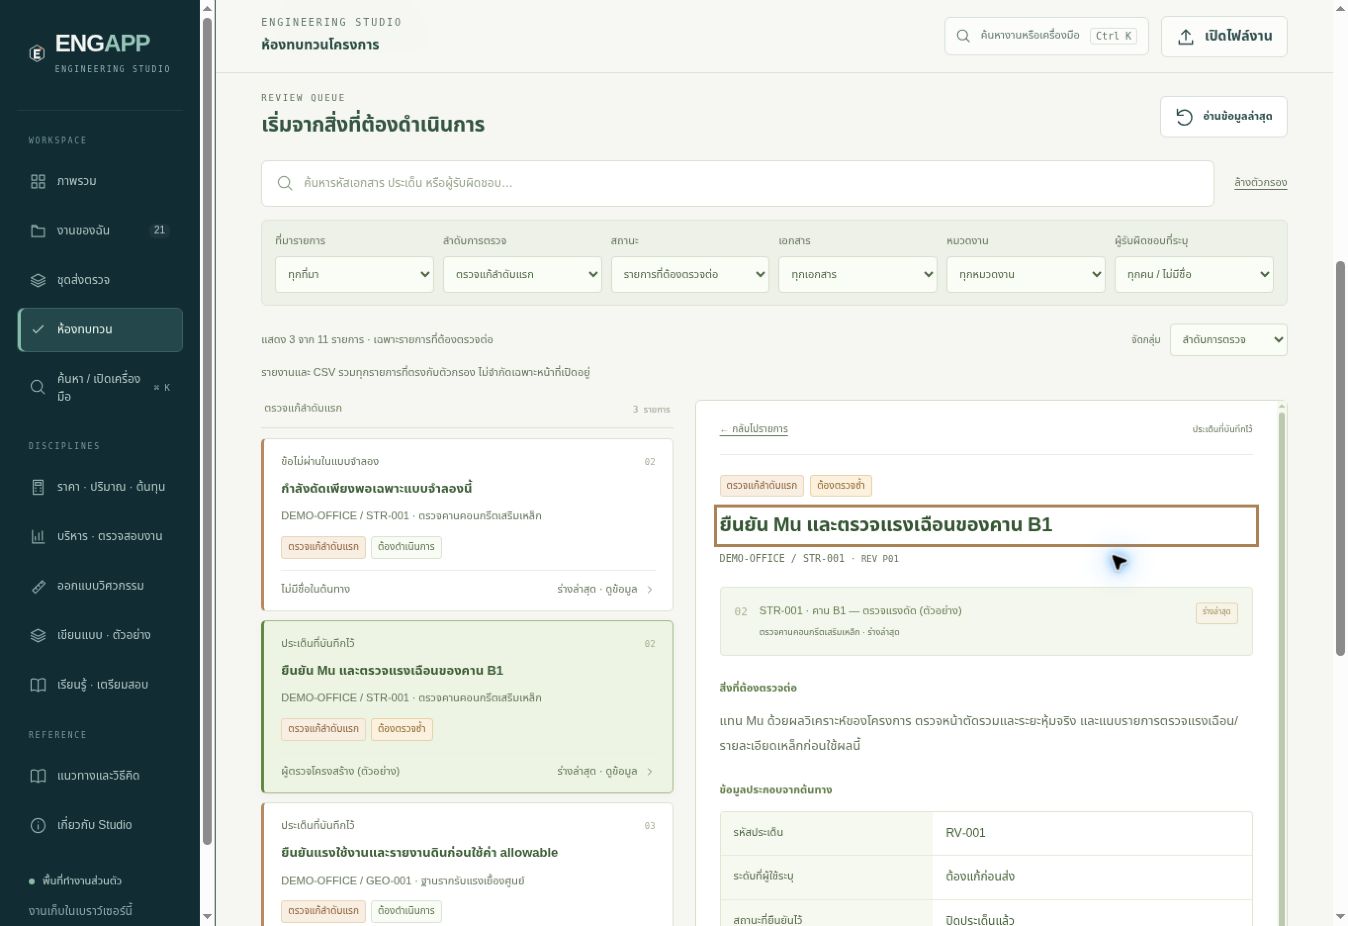 ENGAPP
ENGINEERING STUDIO
WORKSPACE
ภาพรวม
งานของฉัน 21
ชุดส่งตรวจ
ห้องทบทวน
ค้นหา / เปิดเครื่อง
มือ
⌘ K
DISCIPLINES
ราคา · ปริมาณ · ต้นทุน
บริหาร · ตรวจสอบงาน
ออกแบบวิศวกรรม
เขียนแบบ · ตัวอย่าง
เรียนรู้ · เตรียมสอบ
REFERENCE
แนวทางและวิธีคิด
เกี่ยวกับ Studio
พื้นที่ทำงานส่วนตัว
งานเก็บในเบราว์เซอร์นี้
ENGINEERING STUDIO
ห้องทบทวนโครงการ
ค้นหางานหรือเครื่องมือ Ctrl K
เปิดไฟล์งาน
REVIEW QUEUE
เริ่มจากสิ่งที่ต้องดำเนินการ
อ่านข้อมูลล่าสุด
ค้นหารหัสเอกสาร ประเด็น หรือผู้รับผิดชอบ...
ล้างตัวกรอง
ที่มารายการ ลำดับการตรวจ สถานะ เอกสาร หมวดงาน ผู้รับผิดชอบที่ระบุ
ทุกที่มา ตรวจแก้ลำดับแรก รายการที่ต้องตรวจต่อ ทุกเอกสาร ทุกหมวดงาน ทุกคน / ไม่มีชื่อ
แสดง 3 จาก 11 รายการ · เฉพาะรายการที่ต้องตรวจต่อ
จัดกลุ่ม ลำดับการตรวจ
รายงานและ CSV รวมทุกรายการที่ตรงกับตัวกรอง ไม่จำกัดเฉพาะหน้าที่เปิดอยู่
ตรวจแก้ลำดับแรก 3 รายการ
ข้อไม่ผ่านในแบบจำลอง 02
กำลังดัดเพียงพอเฉพาะแบบจำลองนี้
DEMO-OFFICE / STR-001 · ตรวจคานคอนกรีตเสริมเหล็ก
ตรวจแก้ลำดับแรก ต้องดำเนินการ
ไม่มีชื่อในต้นทาง ร่างล่าสุด · ดูข้อมูล
ประเด็นที่บันทึกไว้ 02
ยืนยัน Mu และตรวจแรงเฉือนของคาน B1
DEMO-OFFICE / STR-001 · ตรวจคานคอนกรีตเสริมเหล็ก
ตรวจแก้ลำดับแรก ต้องตรวจซ้ำ
ผู้ตรวจโครงสร้าง (ตัวอย่าง) ร่างล่าสุด · ดูข้อมูล
ประเด็นที่บันทึกไว้ 03
ยืนยันแรงใช้งานและรายงานดินก่อนใช้ค่า allowable
DEMO-OFFICE / GEO-001 · ฐานรากรับแรงเยื้องศูนย์
ตรวจแก้ลำดับแรก ต้องดำเนินการ
← กลับไปรายการ ประเด็นที่บันทึกไว้
ตรวจแก้ลำดับแรก ต้องตรวจซ้ำ
ยืนยัน Mu และตรวจแรงเฉือนของคาน B1
DEMO-OFFICE / STR-001 · REV P01
02 STR-001 · คาน B1 — ตรวจแรงดัด (ตัวอย่าง) ร่างล่าสุด
ตรวจคานคอนกรีตเสริมเหล็ก · ร่างล่าสุด
สิ่งที่ต้องตรวจต่อ
แทน Mu ด้วยผลวิเคราะห์ของโครงการ ตรวจหน้าตัดรวมและระยะหุ้มจริง และแนบรายการตรวจแรงเฉือน/
รายละเอียดเหล็กก่อนใช้ผลนี้
ข้อมูลประกอบจากต้นทาง
รหัสประเด็น RV-001
ระดับที่ผู้ใช้ระบุ ต้องแก้ก่อนส่ง
สถานะที่ยืนยันไว้ ปิดประเด็นแล้ว